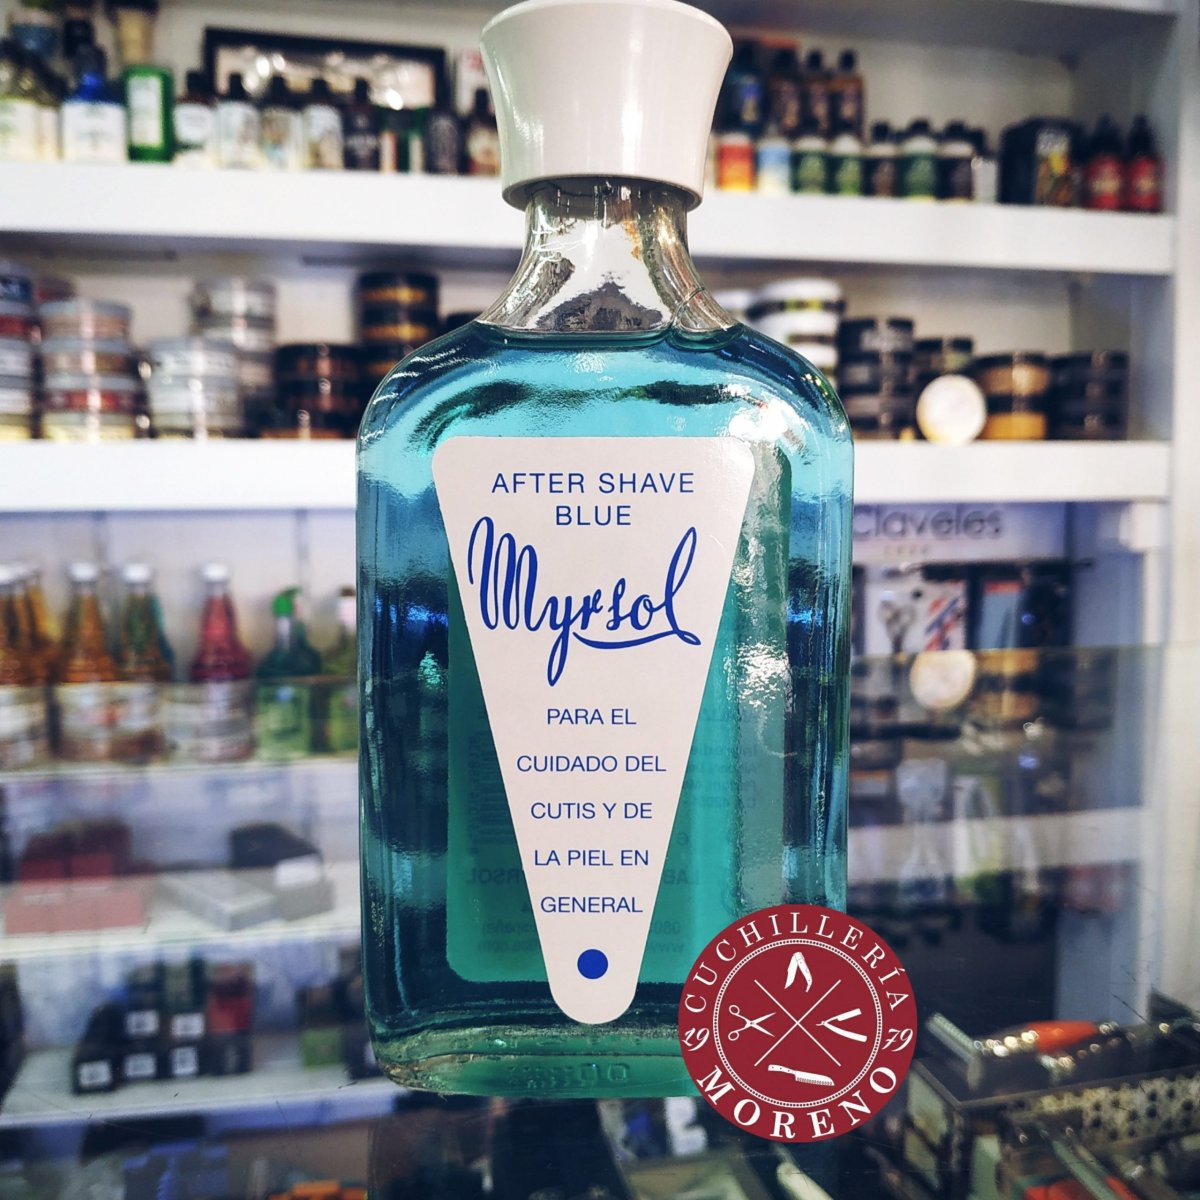 AFTER SHAVE
BLUE
Myrsol
PARA EL
CUIDADO DEL
CUTIS Y DE
LA PIEL EN
GENERAL
Claveles
CUCHILLERÍA
19 79
MORENO